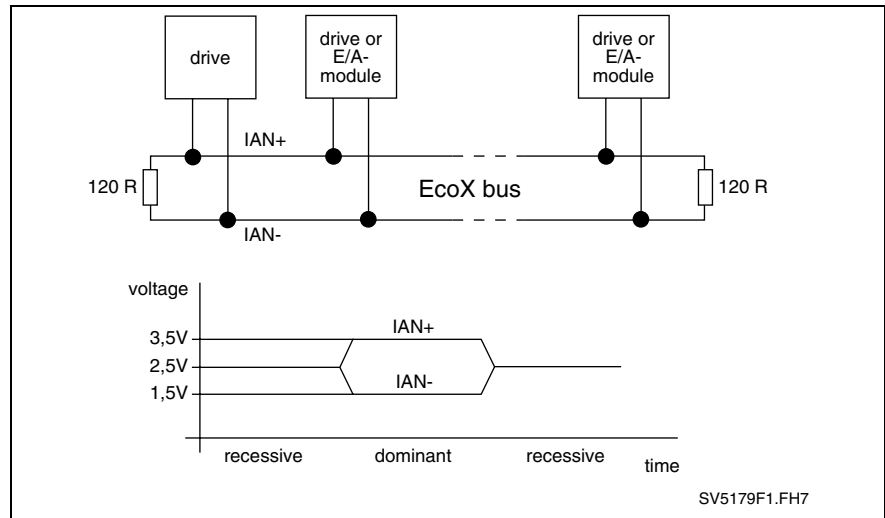 drive
drive or
E/A-
module
drive or
E/A-
module
IAN+
120 R
EcoX bus
120 R
IAN-
voltage
3,5V
IAN+
2,5V
1,5V
IAN-
recessive
dominant
recessive
time
SV5179F1.FH7